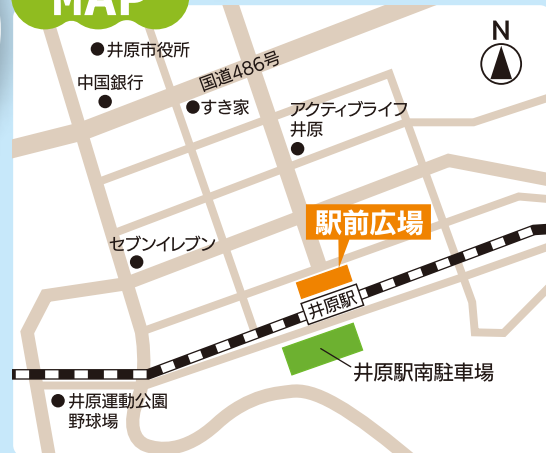 MAP
N
井原市役所
国道486号
中国銀行
すき家
アクティブライフ
井原
駅前広場
セブンイレブン
井原駅
井原駅南駐車場
井原運動公園
野球場